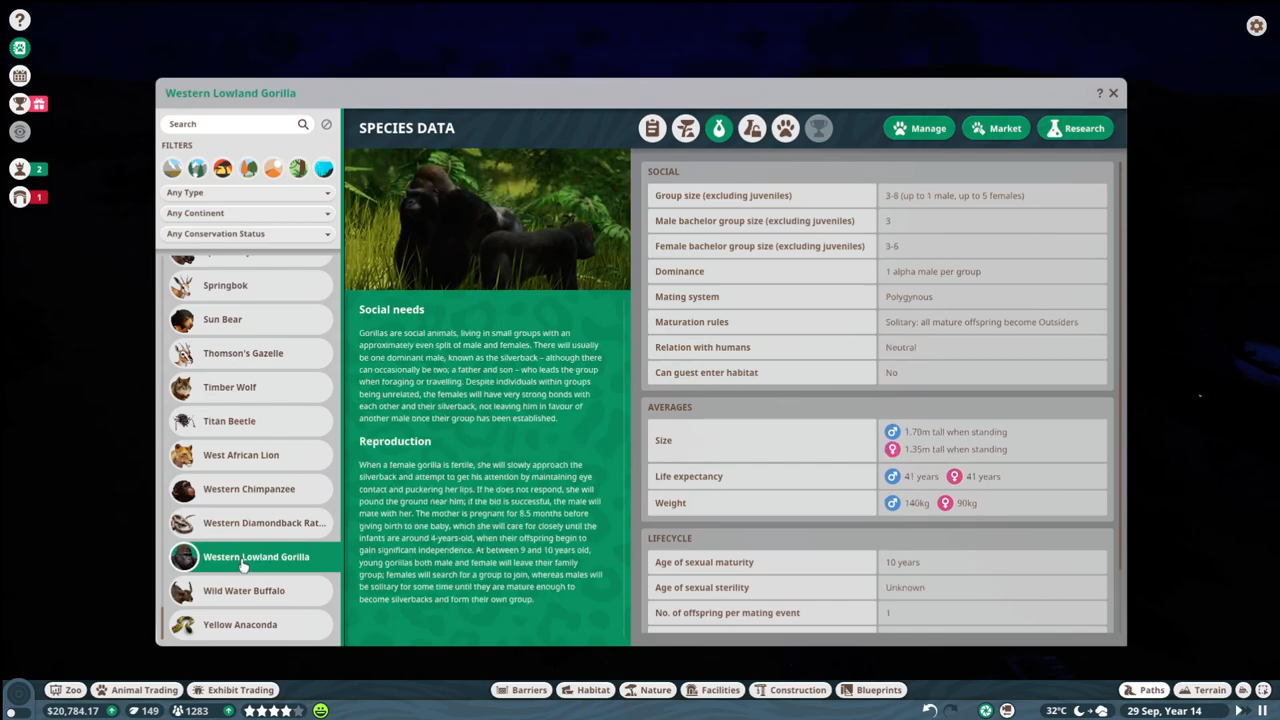 Western Lowland Gorilla
?
Search
FILTERS
Any Type
Any Continent
Any Conservation Status
Springbok
Sun Bear
Thomson's Gazelle
Timber Wolf
Titan Beetle
West African Lion
Western Chimpanzee
Western Diamondback Rat...
Western Lowland Gorilla
Wild Water Buffalo
Yellow Anaconda
SPECIES DATA
Manage
Market
Research
Social needs
Gorillas are social animals, living in small groups with an
approximately even split of male and females. There will usually
be one dominant male, known as the silverback – although there
can occasionally be two; a father and son – who leads the group
when foraging or travelling. Despite individuals within groups
being unrelated, the females will have very strong bonds with
each other and their silverback, not leaving him in favour of
another male once their group has been established.
Reproduction
When a female gorilla is fertile, she will slowly approach the
silverback and attempt to get his attention by maintaining eye
contact and puckering her lips. If he does not respond, she will
pound the ground near him; if the bid is successful, the male will
mate with her. The mother is pregnant for 8.5 months before
giving birth to one baby, which she will care for closely until the
infants are around 4-years-old, when their offspring begin to
gain significant independence. At between 9 and 10 years old,
young gorillas both male and female will leave their family
group; females will search for a group to join, whereas males will
be solitary for some time until they are mature enough to
become silverbacks and form their own group.
SOCIAL
Group size (excluding juveniles) 3-8 (up to 1 male, up to 5 females)
Male bachelor group size (excluding juveniles) 3
Female bachelor group size (excluding juveniles) 3-6
Dominance 1 alpha male per group
Mating system Polygynous
Maturation rules Solitary: all mature offspring become Outsiders
Relation with humans Neutral
Can guest enter habitat No
AVERAGES
Size
1.70m tall when standing
1.35m tall when standing
Life expectancy 41 years 41 years
Weight 140kg 90kg
LIFECYCLE
Age of sexual maturity 10 years
Age of sexual sterility Unknown
No. of offspring per mating event 1
?
2
1
Zoo
Animal Trading
Exhibit Trading
Barriers
Habitat
Nature
Facilities
Construction
Blueprints
Paths
Terrain
$20,784.17
149
1283
32°C
29 Sep, Year 14